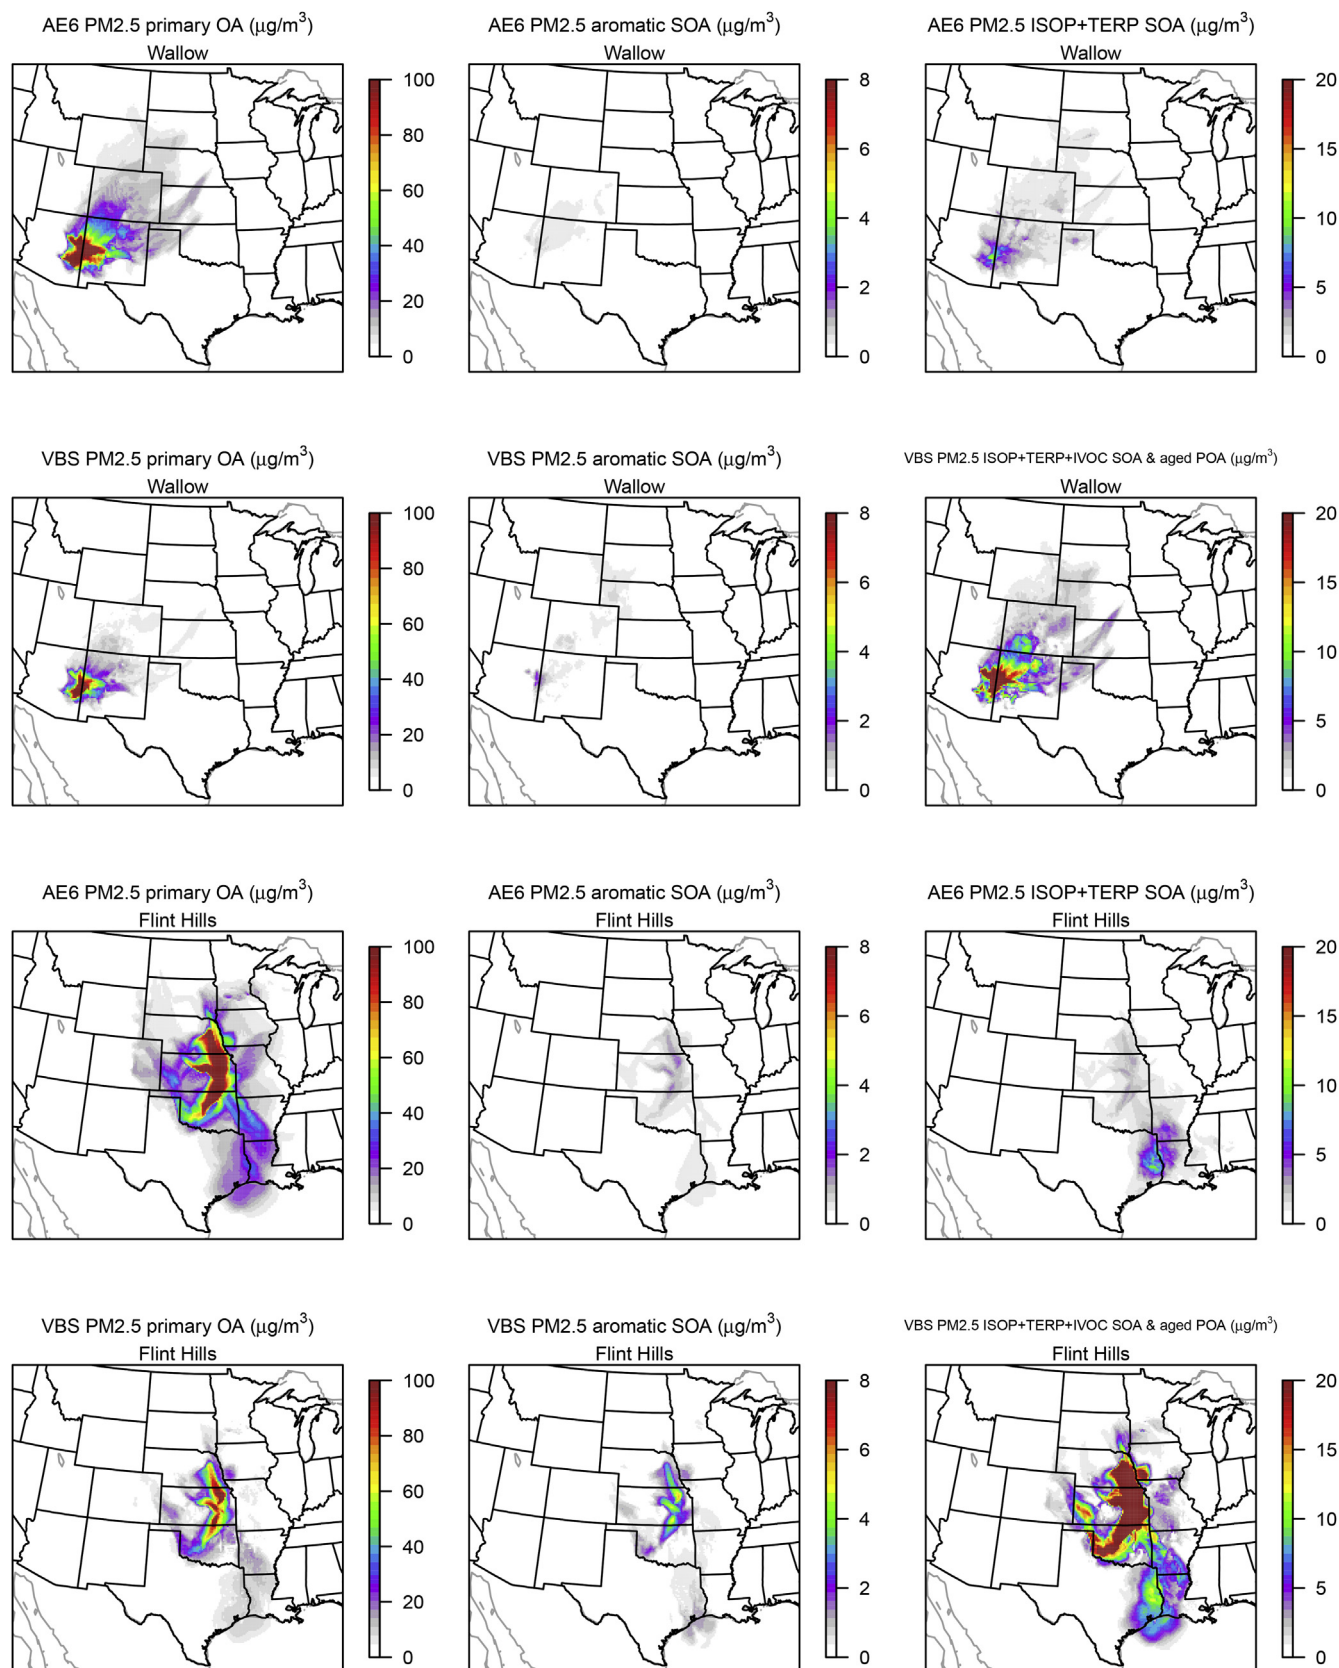 AE6 PM2.5 primary OA (μg/m³)
Wallow
100
80
60
40
20
0
AE6 PM2.5 aromatic SOA (μg/m³)
Wallow
8
6
4
2
0
AE6 PM2.5 ISOP+TERP SOA (μg/m³)
Wallow
20
15
10
5
0
VBS PM2.5 primary OA (μg/m³)
Wallow
100
80
60
40
20
0
VBS PM2.5 aromatic SOA (μg/m³)
Wallow
8
6
4
2
0
VBS PM2.5 ISOP+TERP+IVOC SOA & aged POA (μg/m³)
Wallow
20
15
10
5
0
AE6 PM2.5 primary OA (μg/m³)
Flint Hills
100
80
60
40
20
0
AE6 PM2.5 aromatic SOA (μg/m³)
Flint Hills
8
6
4
2
0
AE6 PM2.5 ISOP+TERP SOA (μg/m³)
Flint Hills
20
15
10
5
0
VBS PM2.5 primary OA (μg/m³)
Flint Hills
100
80
60
40
20
0
VBS PM2.5 aromatic SOA (μg/m³)
Flint Hills
8
6
4
2
0
VBS PM2.5 ISOP+TERP+IVOC SOA & aged POA (μg/m³)
Flint Hills
20
15
10
5
0